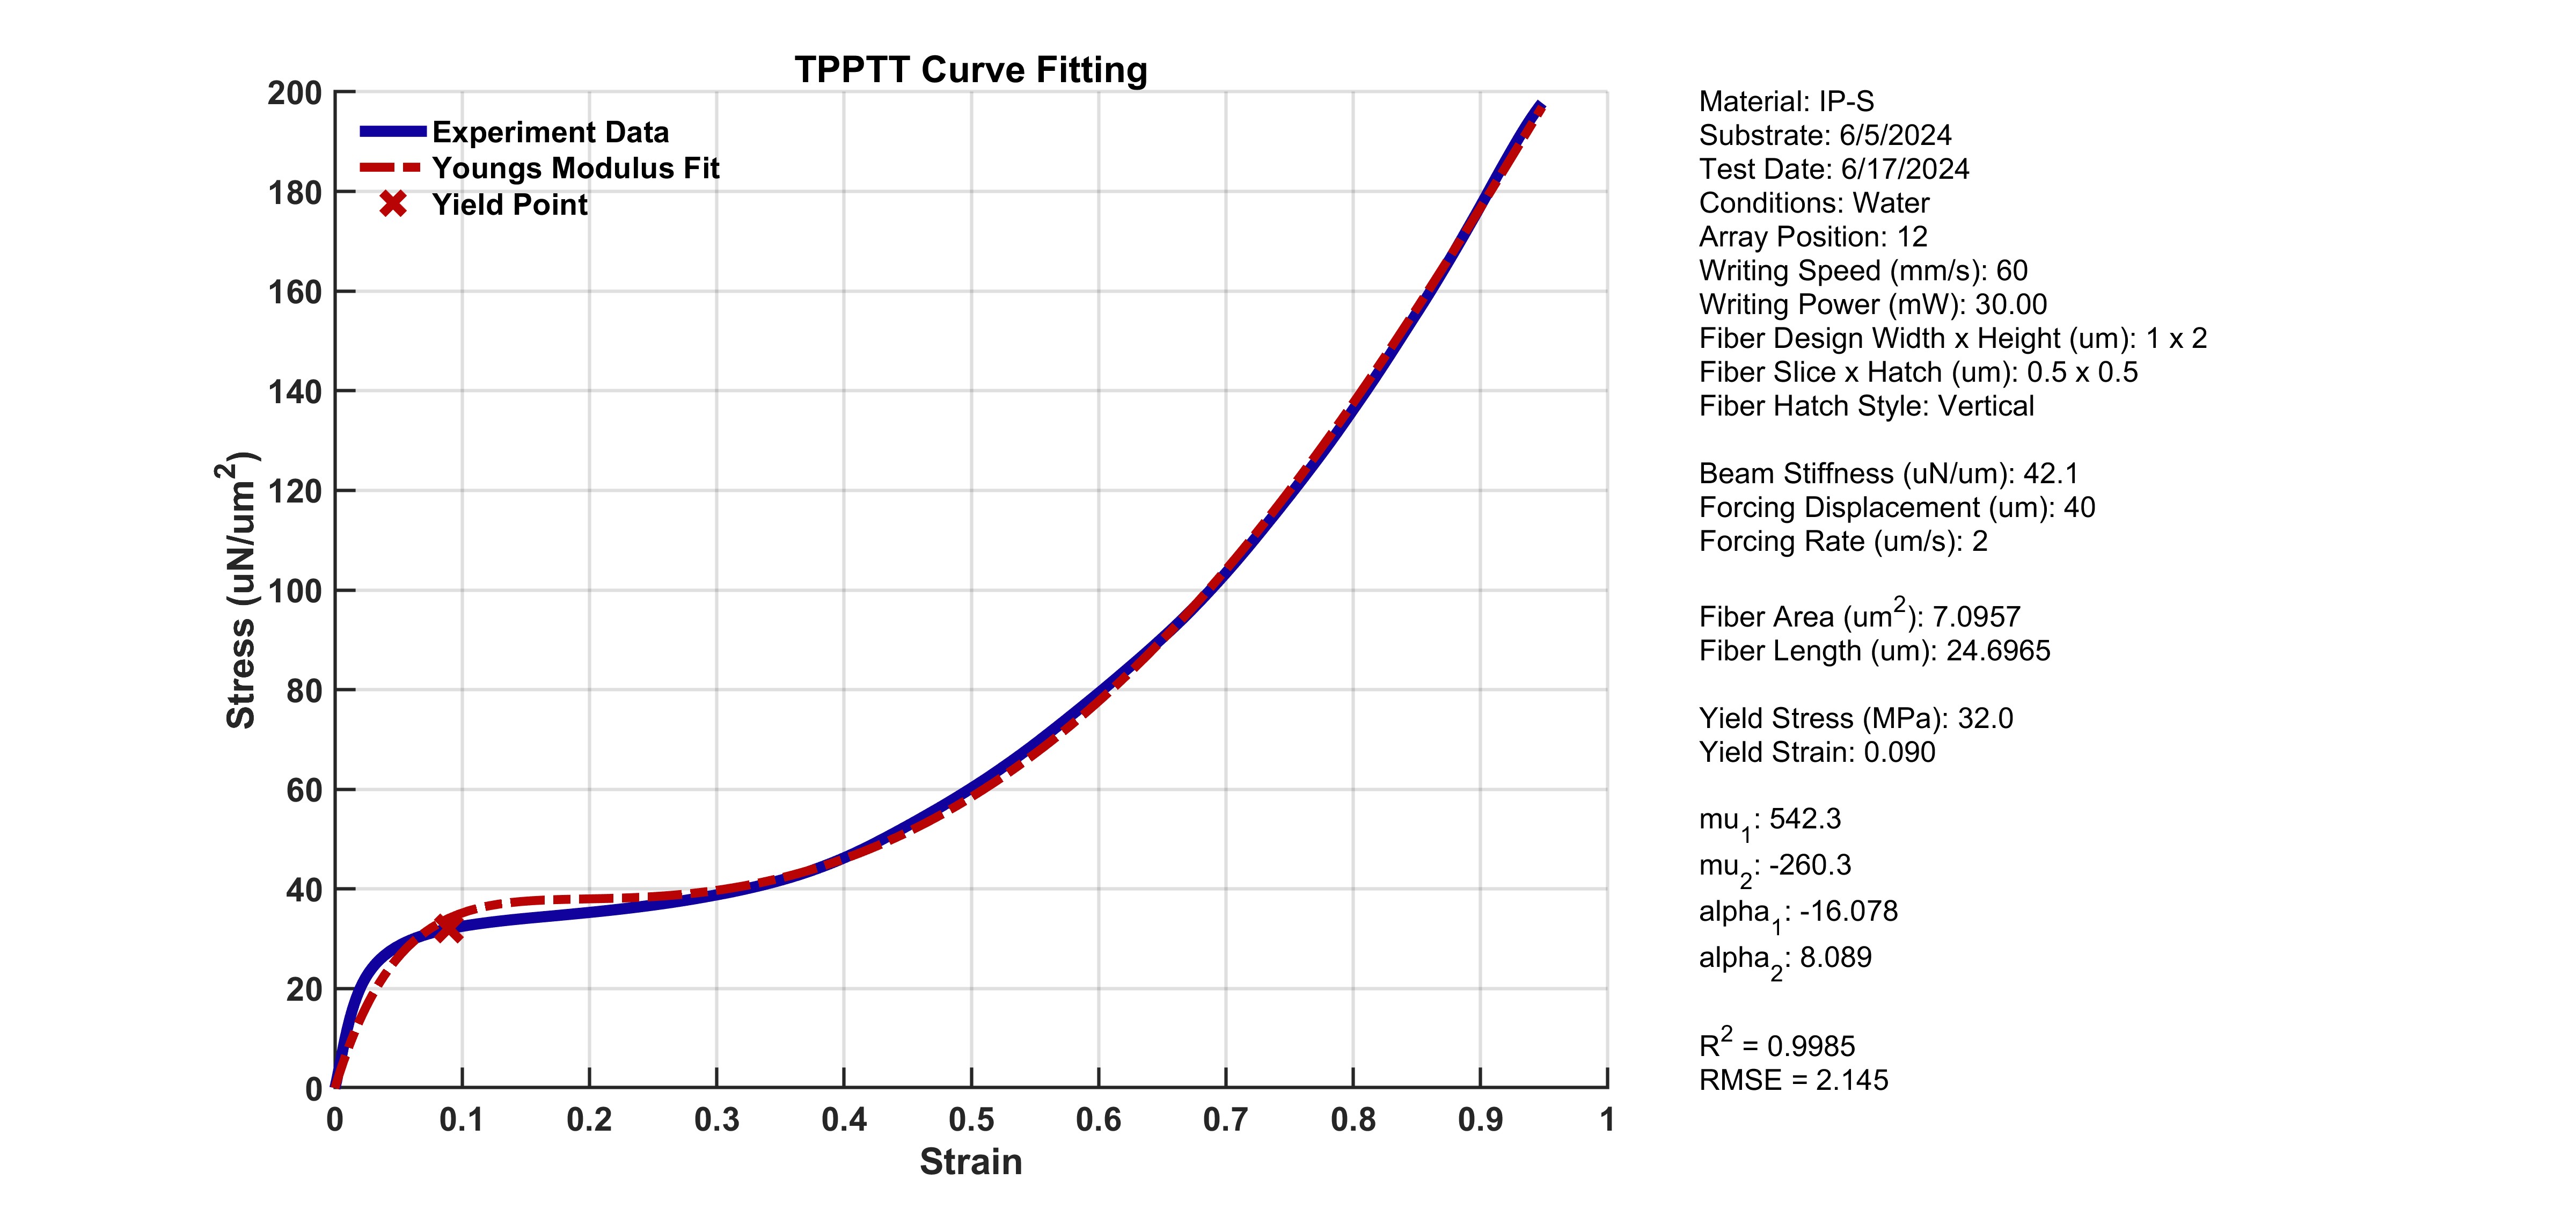 TPPTT Curve Fitting
200
180
160
140
120
100
80
60
40
20
0
Stress (uN/um²)
Experiment Data
Youngs Modulus Fit
Yield Point
0 0.1 0.2 0.3 0.4 0.5 0.6 0.7 0.8 0.9 1
Strain
Material: IP-S
Substrate: 6/5/2024
Test Date: 6/17/2024
Conditions: Water
Array Position: 12
Writing Speed (mm/s): 60
Writing Power (mW): 30.00
Fiber Design Width x Height (um): 1 x 2
Fiber Slice x Hatch (um): 0.5 x 0.5
Fiber Hatch Style: Vertical
Beam Stiffness (uN/um): 42.1
Forcing Displacement (um): 40
Forcing Rate (um/s): 2
Fiber Area (um²): 7.0957
Fiber Length (um): 24.6965
Yield Stress (MPa): 32.0
Yield Strain: 0.090
mu₁: 542.3
mu₂: -260.3
alpha₁: -16.078
alpha₂: 8.089
R² = 0.9985
RMSE = 2.145